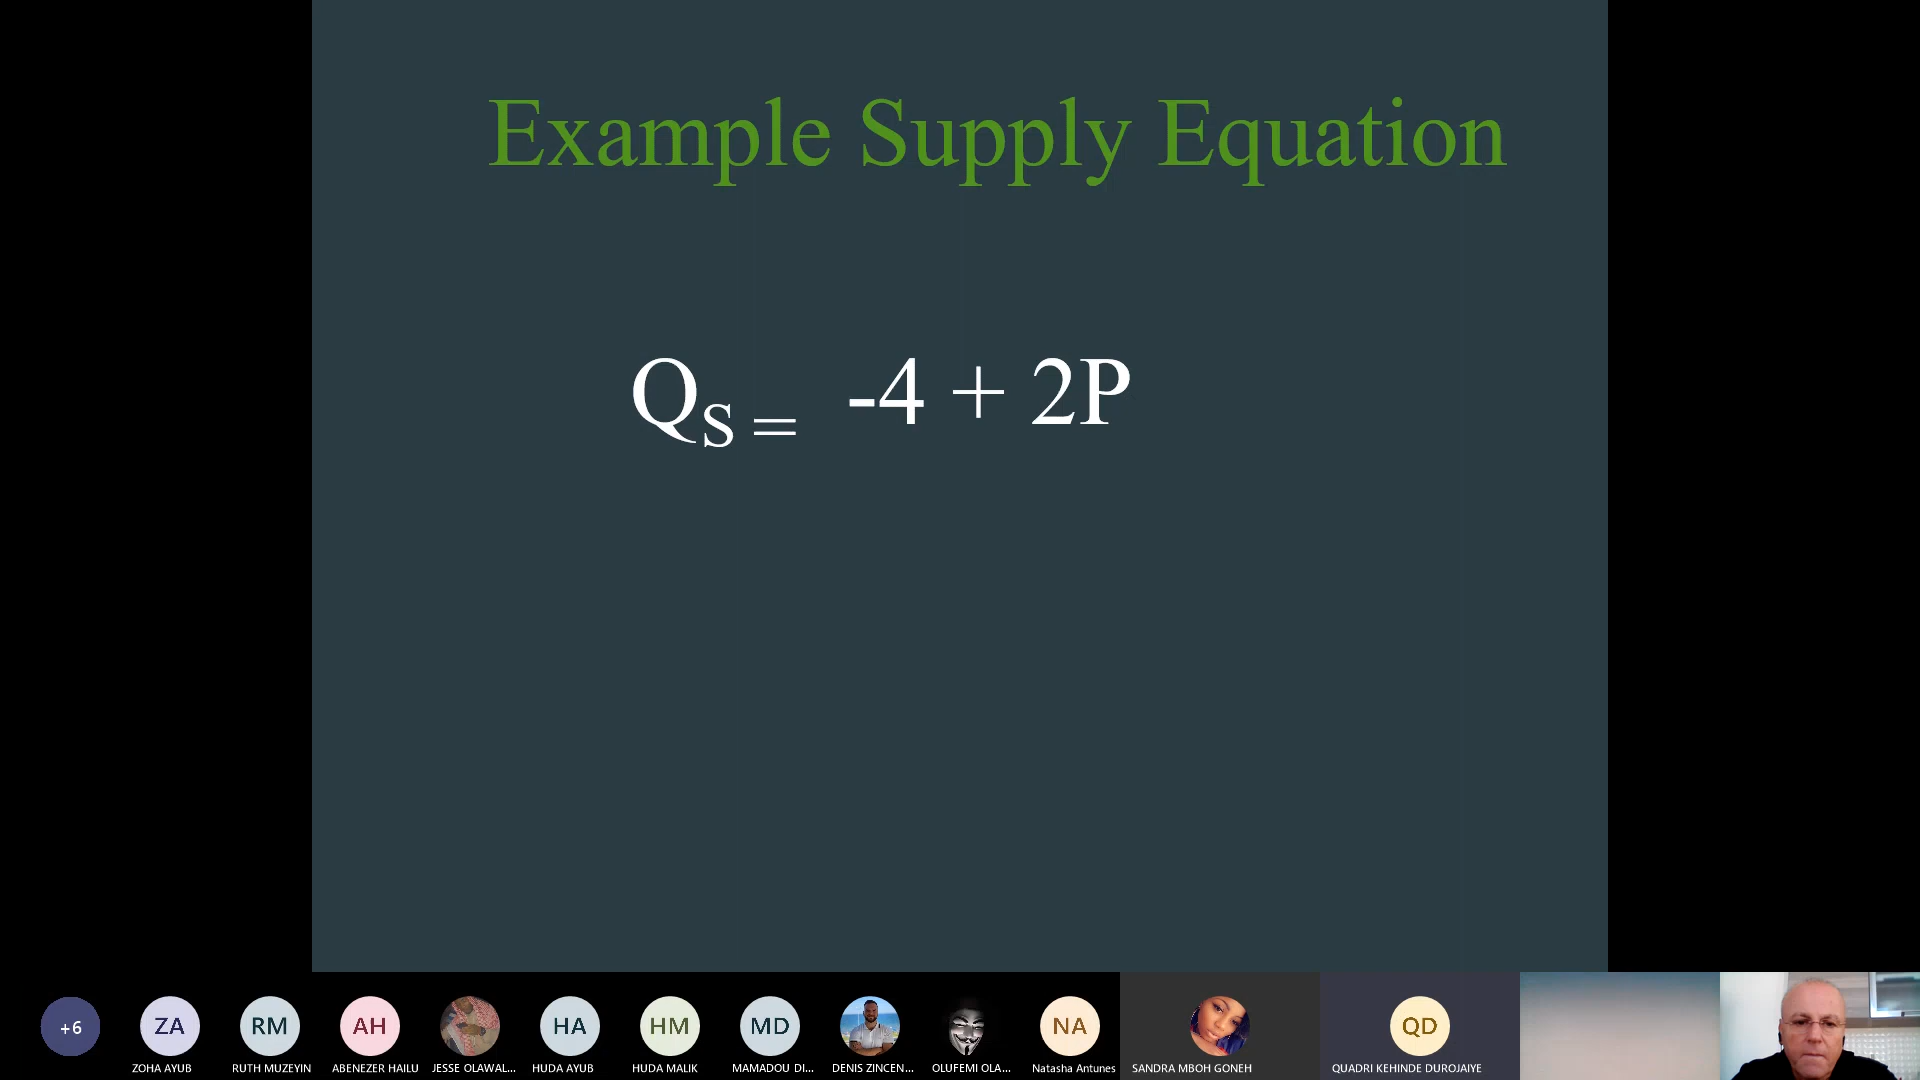 Example Supply Equation
QS = -4 + 2P
+6
ZA
RM
AH
HA
HM
MD
NA
QD
ZOHA AYUB
RUTH MUZEYIN
ABENEZER HAILU
JESSE OLAWAL...
HUDA AYUB
HUDA MALIK
MAMADOU DI...
DENIS ZINCEN...
OLUFEMI OLA...
Natasha Antunes
SANDRA MBOH GONEH
QUADRI KEHINDE DUROJAIYE